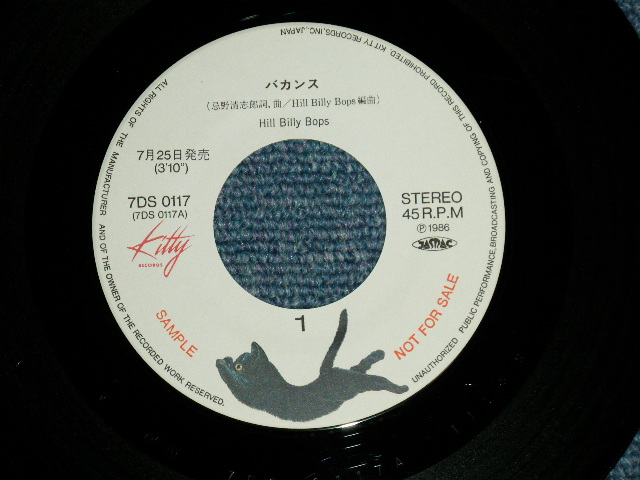 バカンス
(忌野清志郎詞、曲／Hill Billy Bops編曲)
Hill Billy Bops
7月25日発売
(3'10")
7DS 0117
(7DS 0117A)
Kitty
RECORDS
STEREO
45 R.P.M
Ⓟ1986
JASRAC
SAMPLE
NOT FOR SALE
1
ALL RIGHTS OF THE MANUFACTURER AND OF THE OWNER OF THE RECORDED WORK RESERVED.
UNAUTHORIZED PUBLIC PERFORMANCE, BROADCASTING AND COPYING OF THIS RECORD PROHIBITED KITTY RECORDS, INC., JAPAN